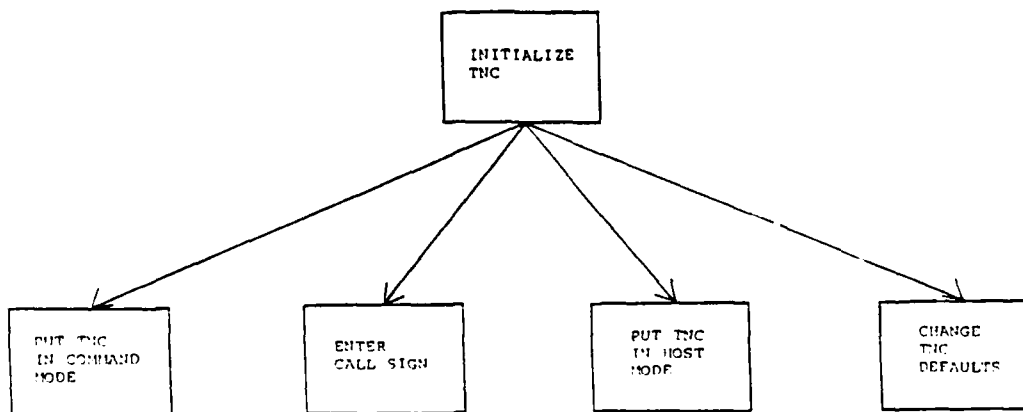 INITIALIZE
TNC
PUT TNC
IN COMMAND
MODE
ENTER
CALL SIGN
PUT TNC
IN HOST
MODE
CHANGE
TNC
DEFAULTS